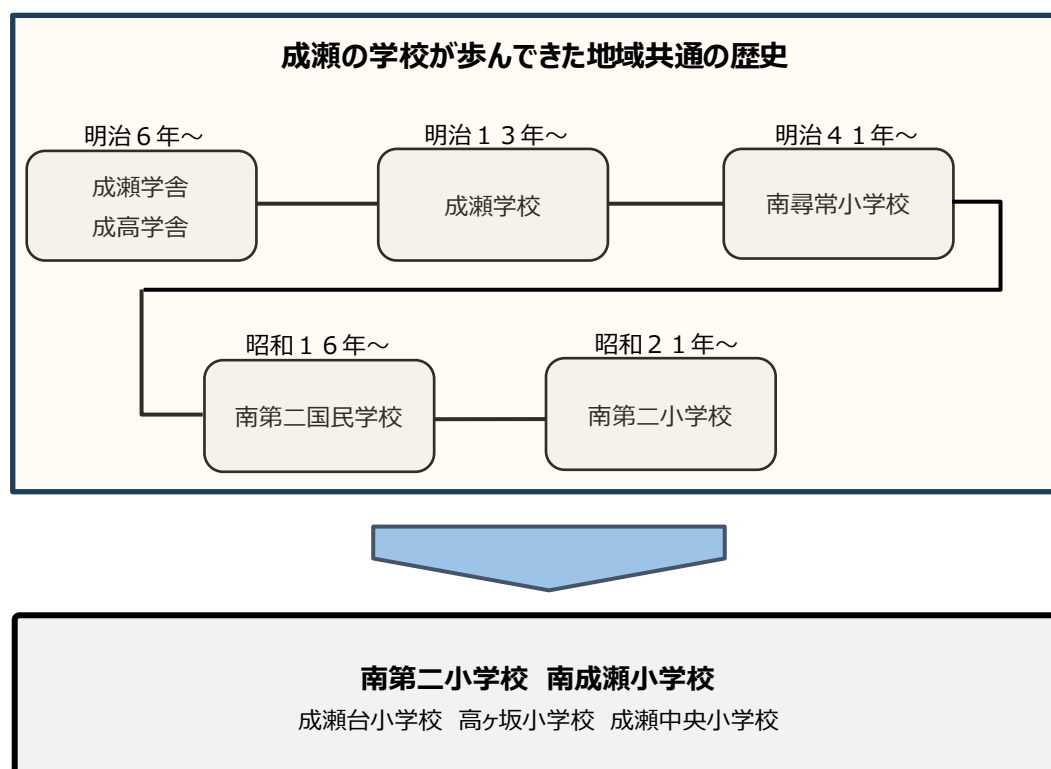 成瀬の学校が歩んできた地域共通の歴史
明治6年～
成瀬学舎
成高学舎
明治13年～
成瀬学校
明治41年～
南尋常小学校
昭和16年～
南第二国民学校
昭和21年～
南第二小学校
南第二小学校 南成瀬小学校
成瀬台小学校 高ヶ坂小学校 成瀬中央小学校